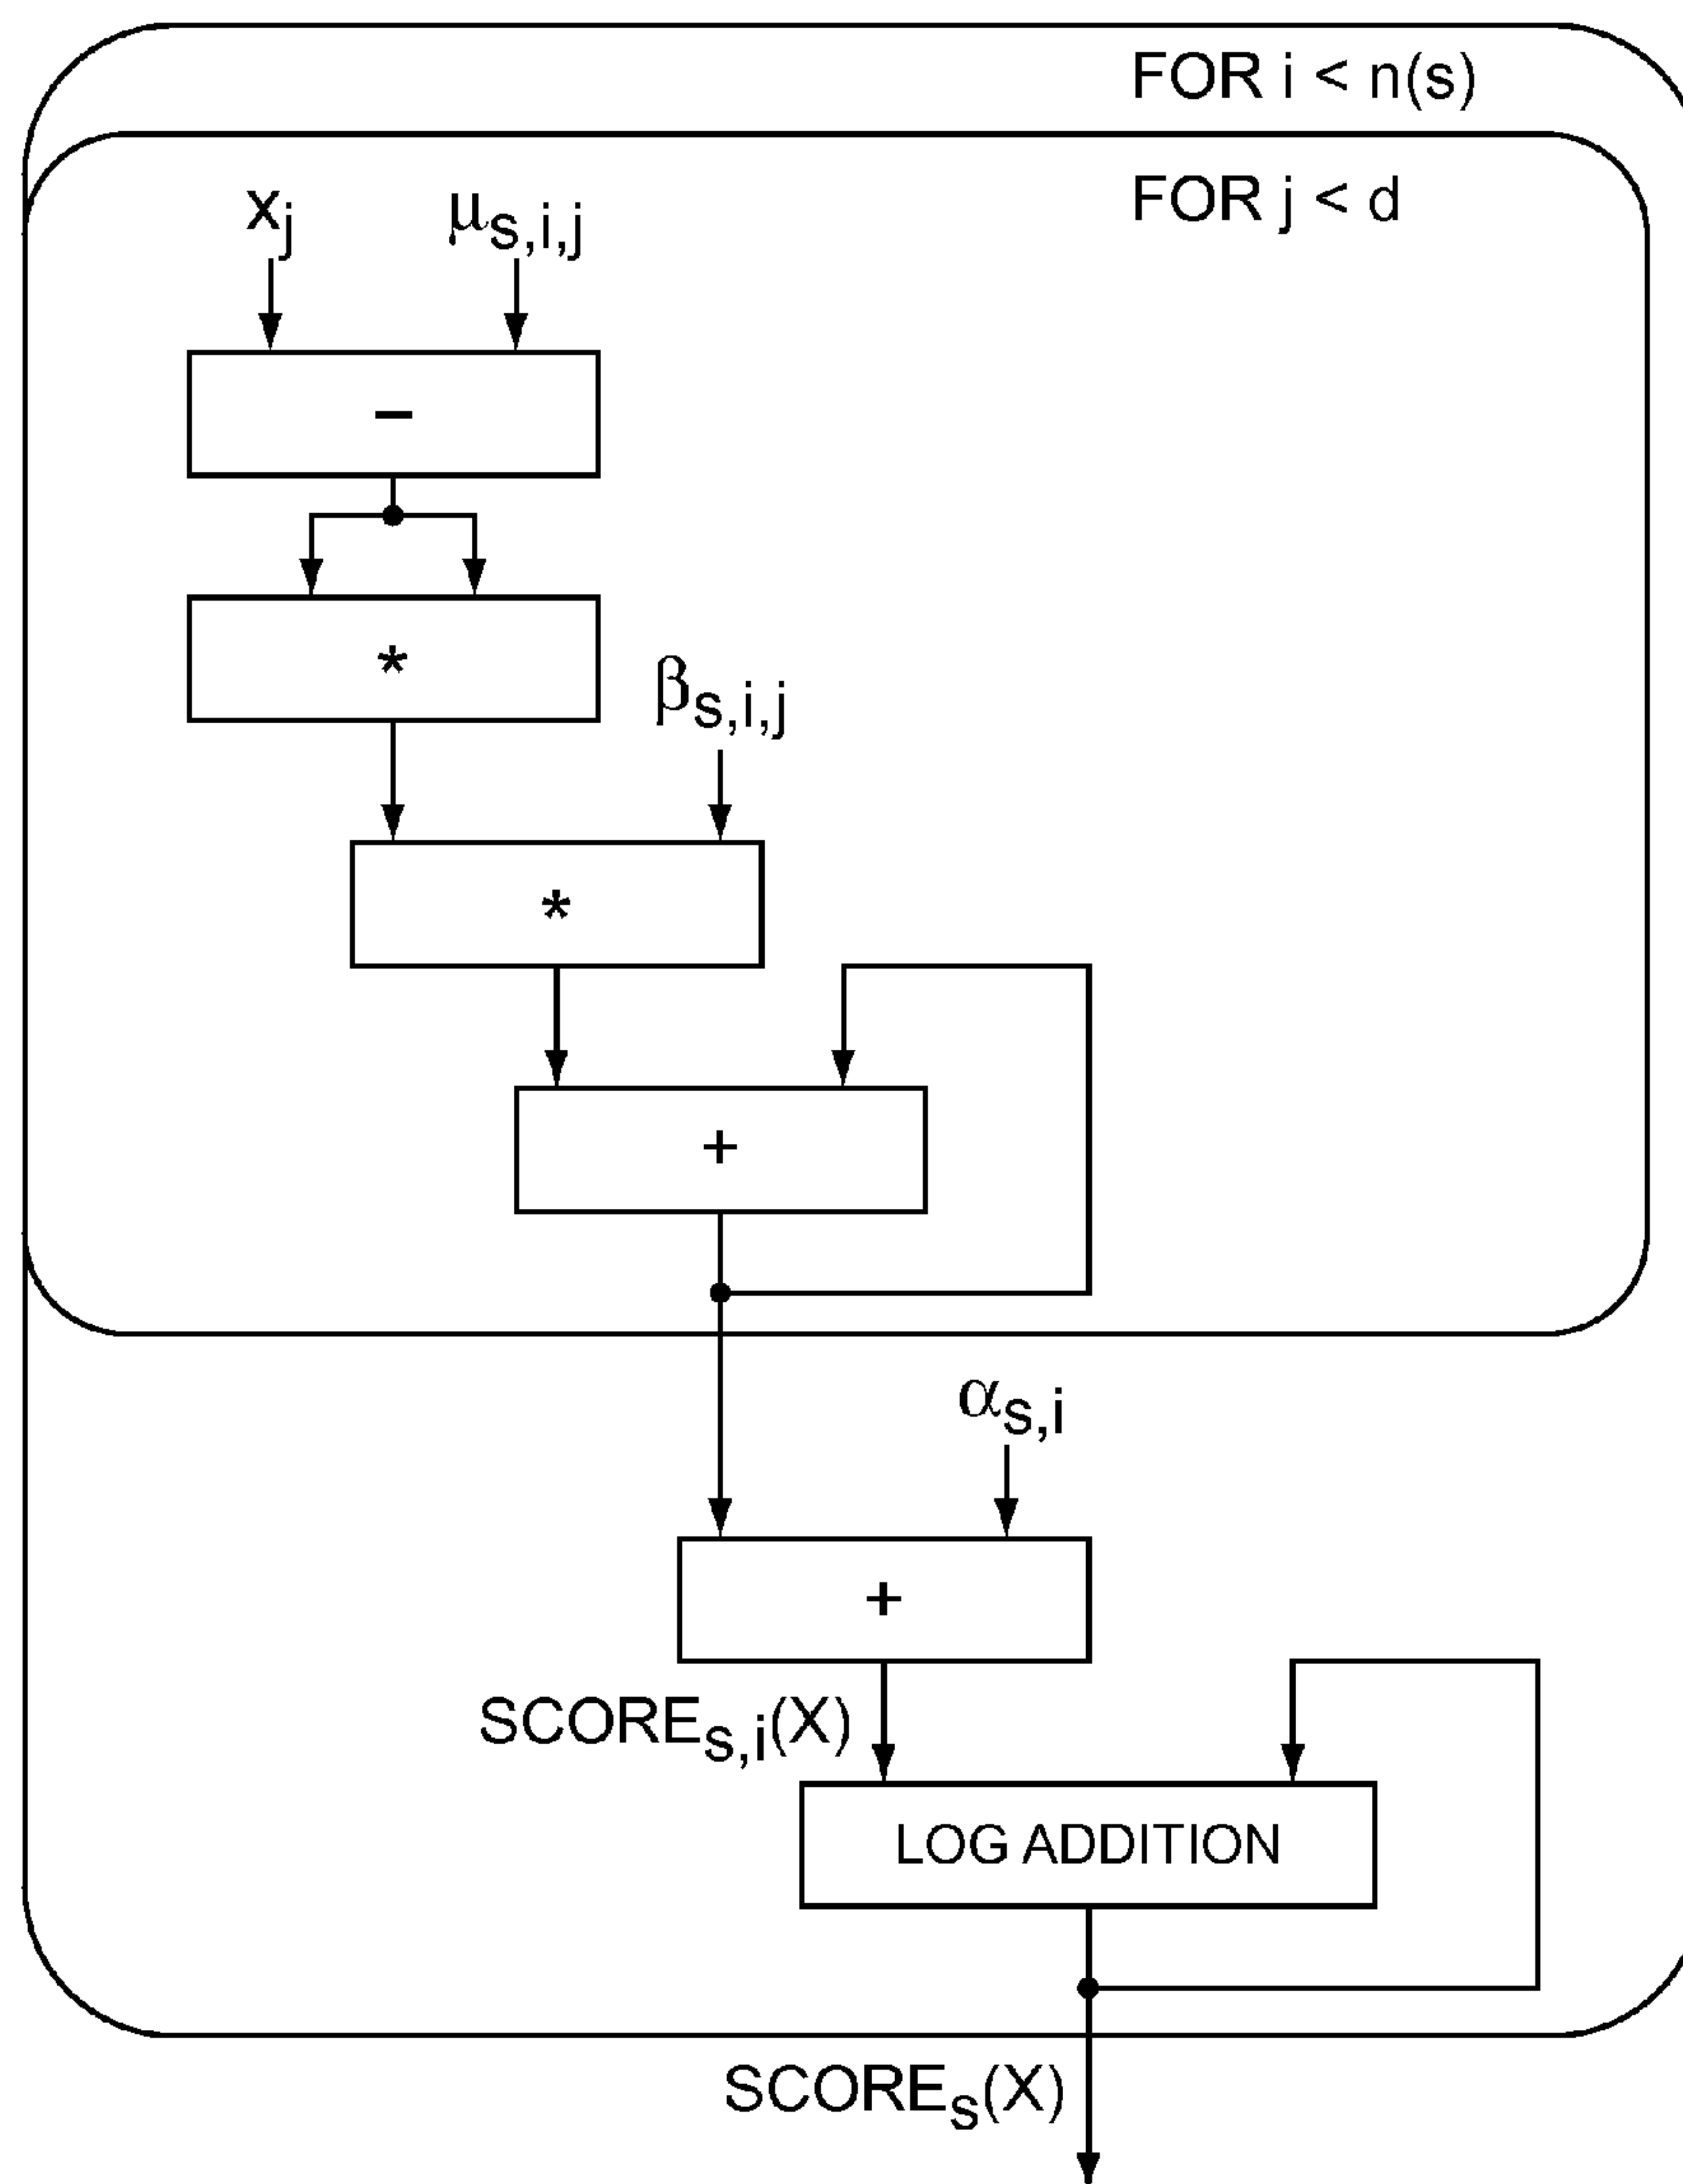 FOR i < n(s)
FOR j < d
xj μs,i,j
−
*
βs,i,j
*
+
αs,i
+
SCOREs,i(X)
LOG ADDITION
SCOREs(X)